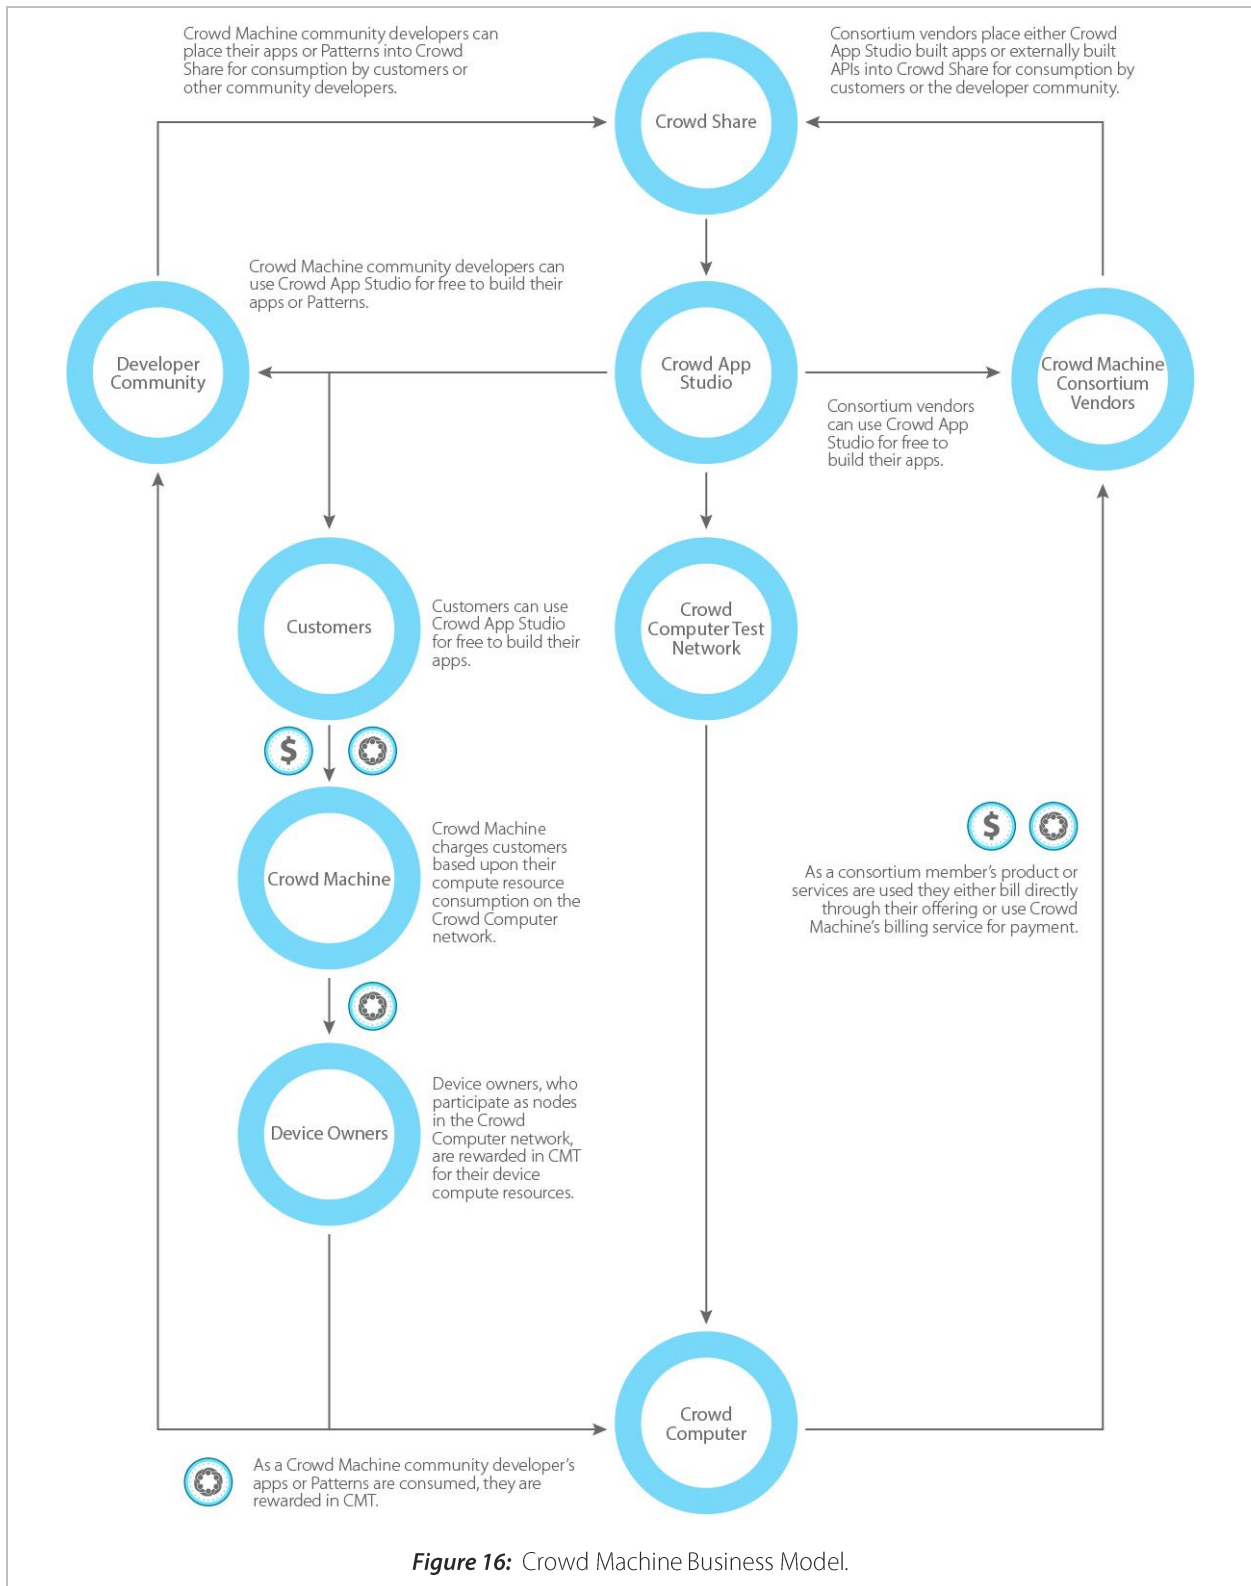 Crowd Machine community developers can
place their apps or Patterns into Crowd
Share for consumption by customers or
other community developers.
Consortium vendors place either Crowd
App Studio built apps or externally built
APIs into Crowd Share for consumption by
customers or the developer community.
Crowd Share
Crowd Machine community developers can
use Crowd App Studio for free to build their
apps or Patterns.
Developer
Community
Crowd App
Studio
Crowd Machine
Consortium
Vendors
Consortium vendors
can use Crowd App
Studio for free to
build their apps.
Customers
Customers can use
Crowd App Studio
for free to build their
apps.
Crowd
Computer Test
Network
$
Crowd Machine
Crowd Machine
charges customers
based upon their
compute resource
consumption on the
Crowd Computer
network.
$
As a consortium member’s product or
services are used they either bill directly
through their offering or use Crowd
Machine’s billing service for payment.
Device Owners
Device owners, who
participate as nodes
in the Crowd
Computer network,
are rewarded in CMT
for their device
compute resources.
Crowd
Computer
As a Crowd Machine community developer’s
apps or Patterns are consumed, they are
rewarded in CMT.
Figure 16: Crowd Machine Business Model.